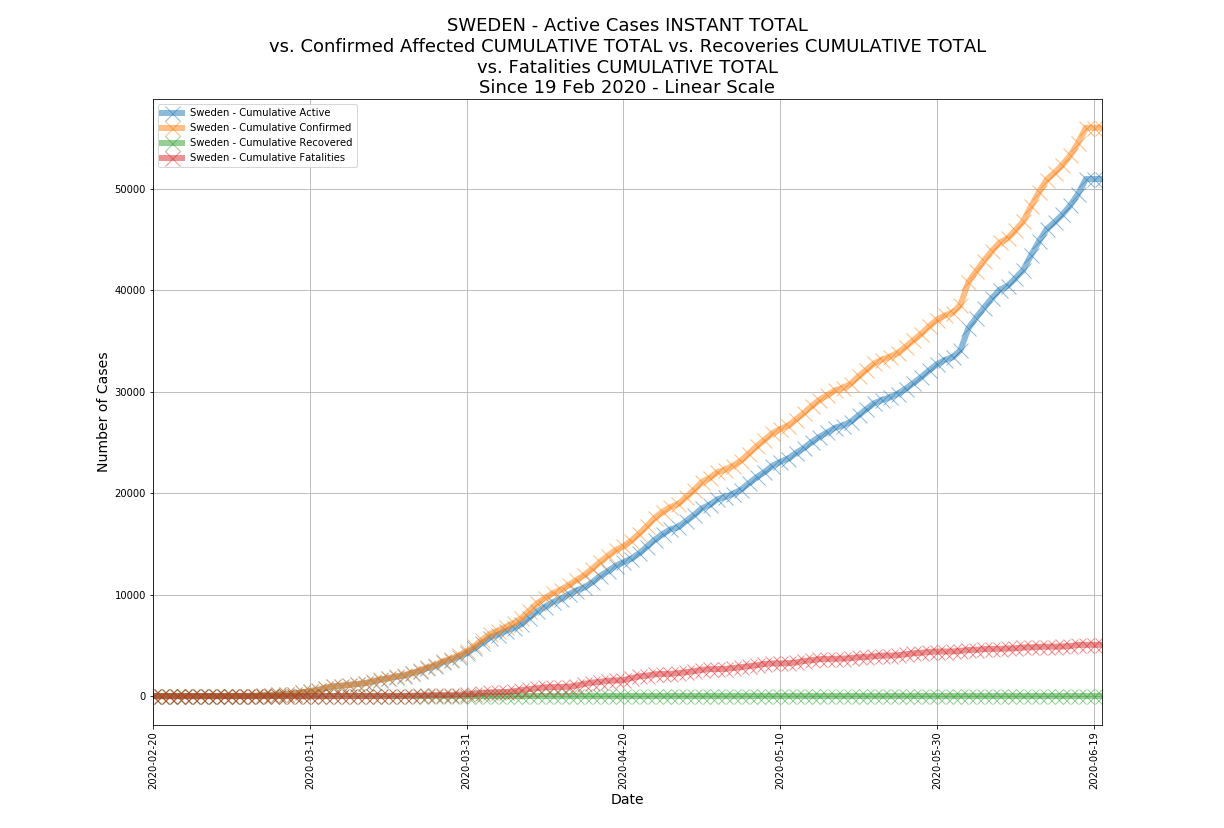 SWEDEN - Active Cases INSTANT TOTAL
vs. Confirmed Affected CUMULATIVE TOTAL vs. Recoveries CUMULATIVE TOTAL
vs. Fatalities CUMULATIVE TOTAL
Since 19 Feb 2020 - Linear Scale
Sweden - Cumulative Active
Sweden - Cumulative Confirmed
Sweden - Cumulative Recovered
Sweden - Cumulative Fatalities
Number of Cases
50000
40000
30000
20000
10000
0
2020-02-20
2020-03-11
2020-03-31
2020-04-20
2020-05-10
2020-05-30
2020-06-19
Date